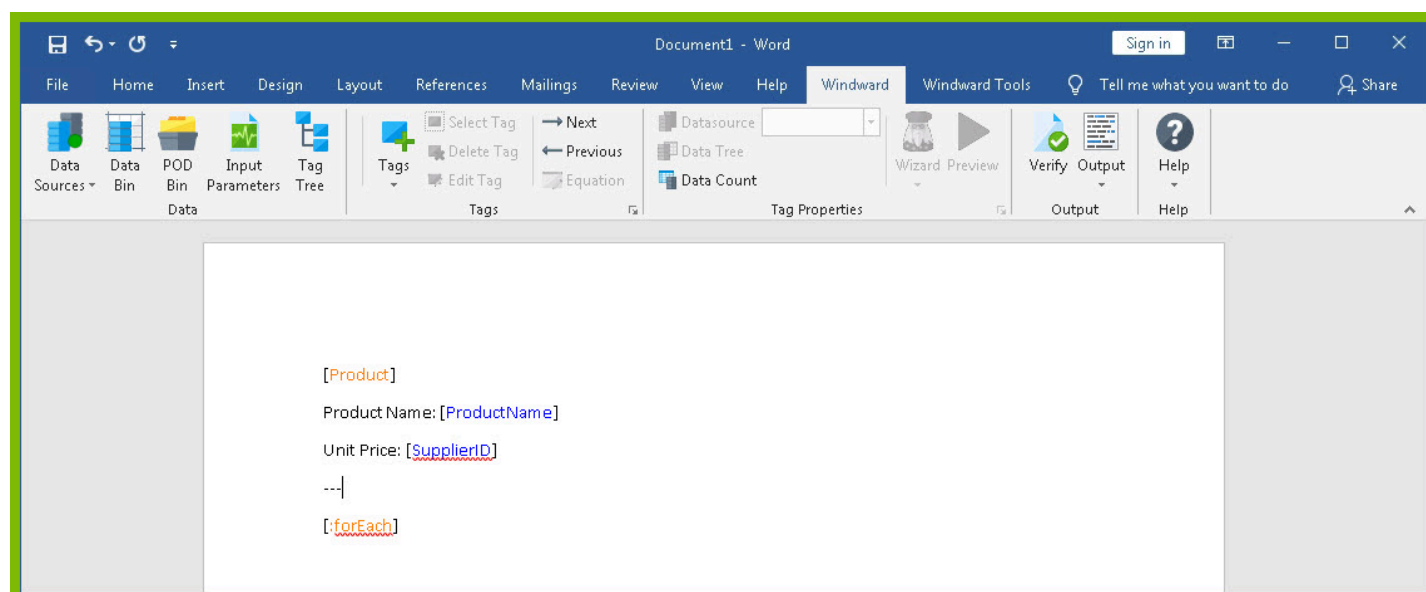 Document1 - Word
Sign in
File Home Insert Design Layout References Mailings Review View Help Windward Windward Tools Tell me what you want to do Share
Data Sources
Data Bin
POD Bin
Input Parameters
Tag Tree
Data
Tags
Select Tag
Delete Tag
Edit Tag
Next
Previous
Equation
Tags
Datasource
Data Tree
Data Count
Wizard Preview
Tag Properties
Verify Output
Output
Help
Help
[Product]
Product Name: [ProductName]
Unit Price: [SupplierID]
---
[:forEach]